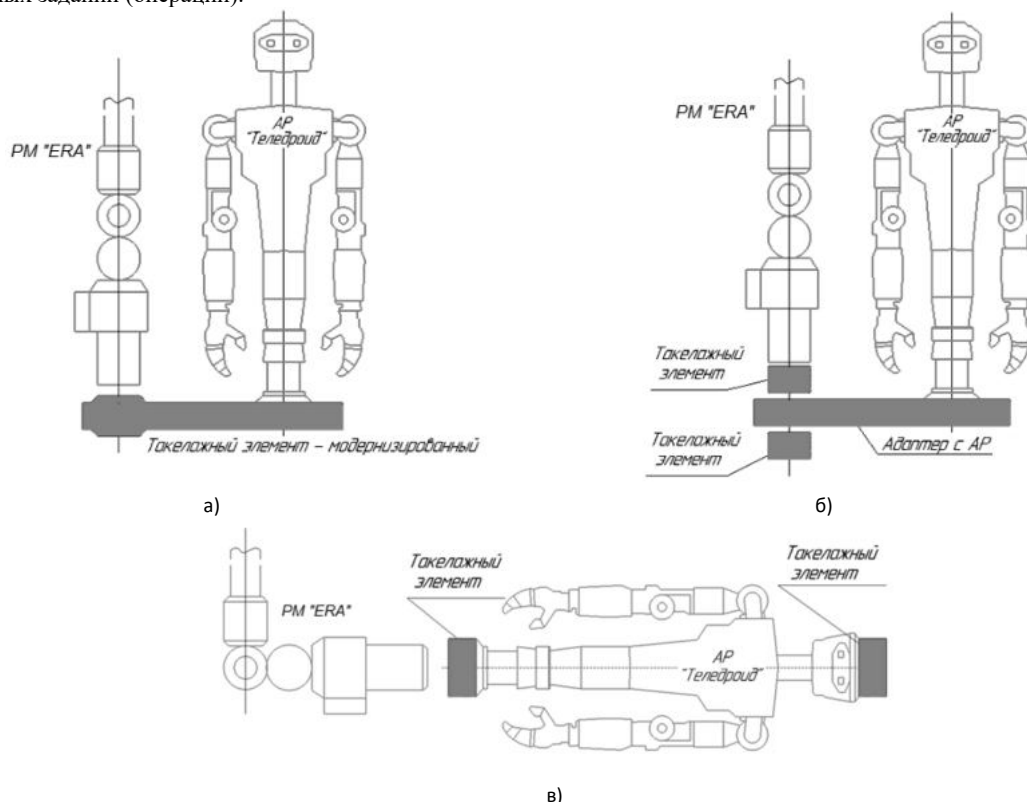 ных заданий (операций).
РМ "ERA"
АР
"Теледроид"
Такелажный элемент – модернизированный
а)
РМ "ERA"
АР
"Теледроид"
Такелажный
элемент
Такелажный
элемент
Адаптер с АР
б)
Такелажный
элемент
Такелажный
элемент
РМ "ERA"
АР
"Теледроид"
в)